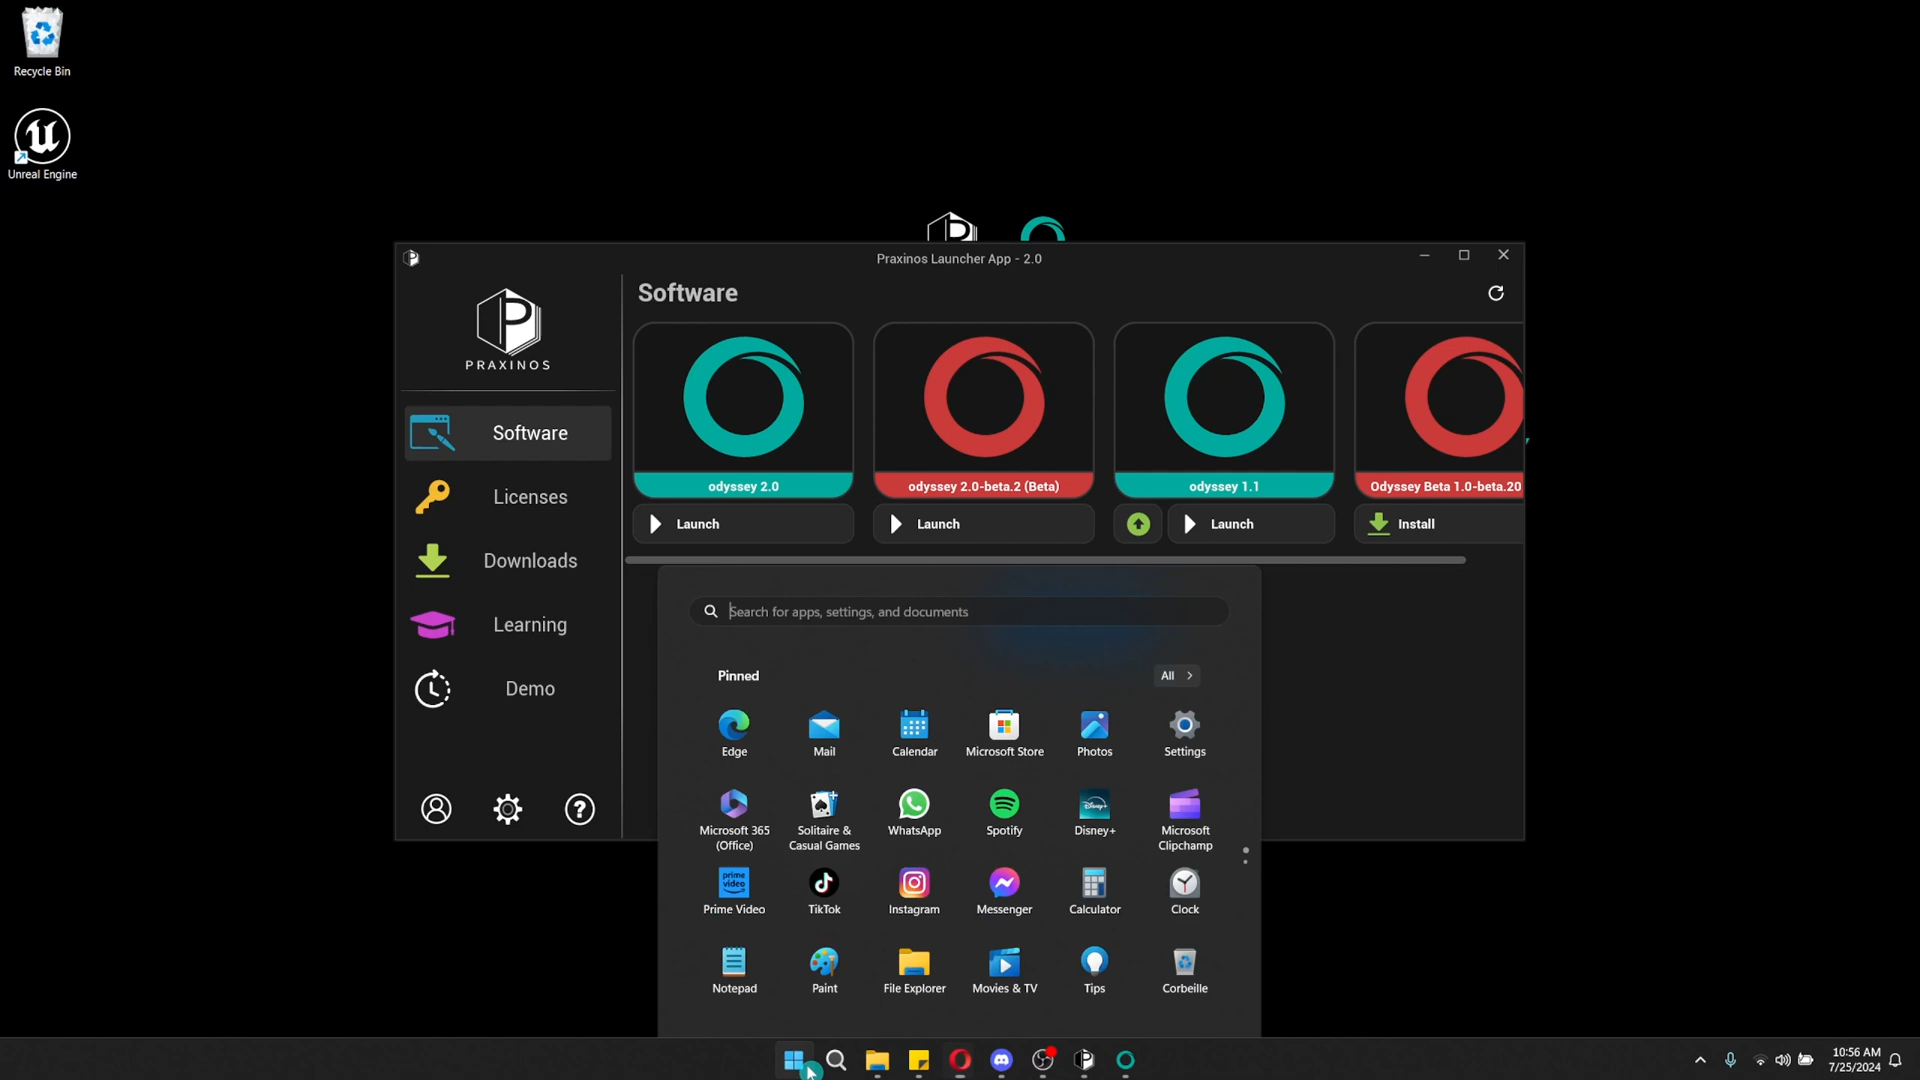 Recycle Bin
Unreal Engine
Praxinos Launcher App - 2.0
PRAXINOS
Software
Licenses
Downloads
Learning
Demo
Software
odyssey 2.0
odyssey 2.0-beta.2 (Beta)
odyssey 1.1
Odyssey Beta 1.0-beta.20
Launch
Launch
Launch
Install
Search for apps, settings, and documents
Pinned
All
Edge
Mail
Calendar
Microsoft Store
Photos
Settings
Microsoft 365
(Office)
Solitaire &
Casual Games
WhatsApp
Spotify
Disney+
Disney+
Microsoft
Clipchamp
prime
video
Prime Video
TikTok
Instagram
Messenger
Calculator
Clock
Notepad
Paint
File Explorer
Movies & TV
Tips
Corbeille
10:56 AM
7/25/2024